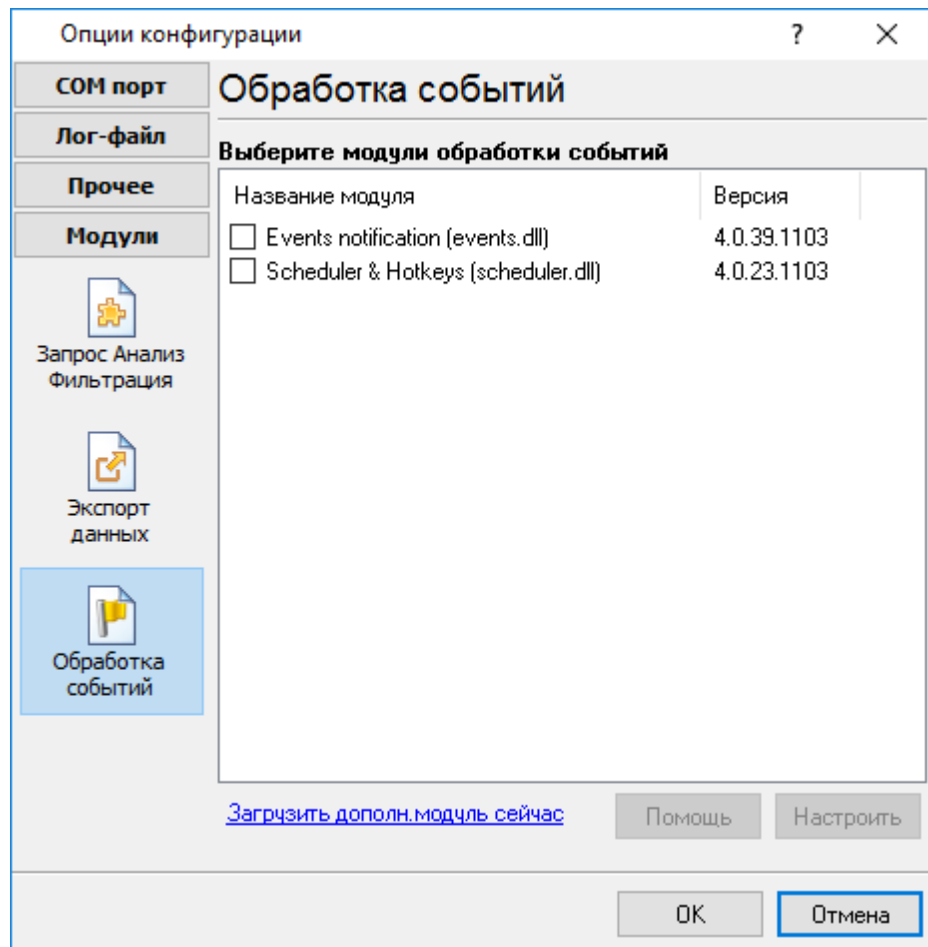 Опции конфигурации
?
COM порт
Лог-файл
Прочее
Модули
Запрос Анализ
Фильтрация
Экспорт
данных
Обработка
событий
Обработка событий
Выберите модули обработки событий
Название модуля Версия
Events notification (events.dll) 4.0.39.1103
Scheduler & Hotkeys (scheduler.dll) 4.0.23.1103
Загрузить дополн.модуль сейчас
Помощь
Настроить
OK
Отмена